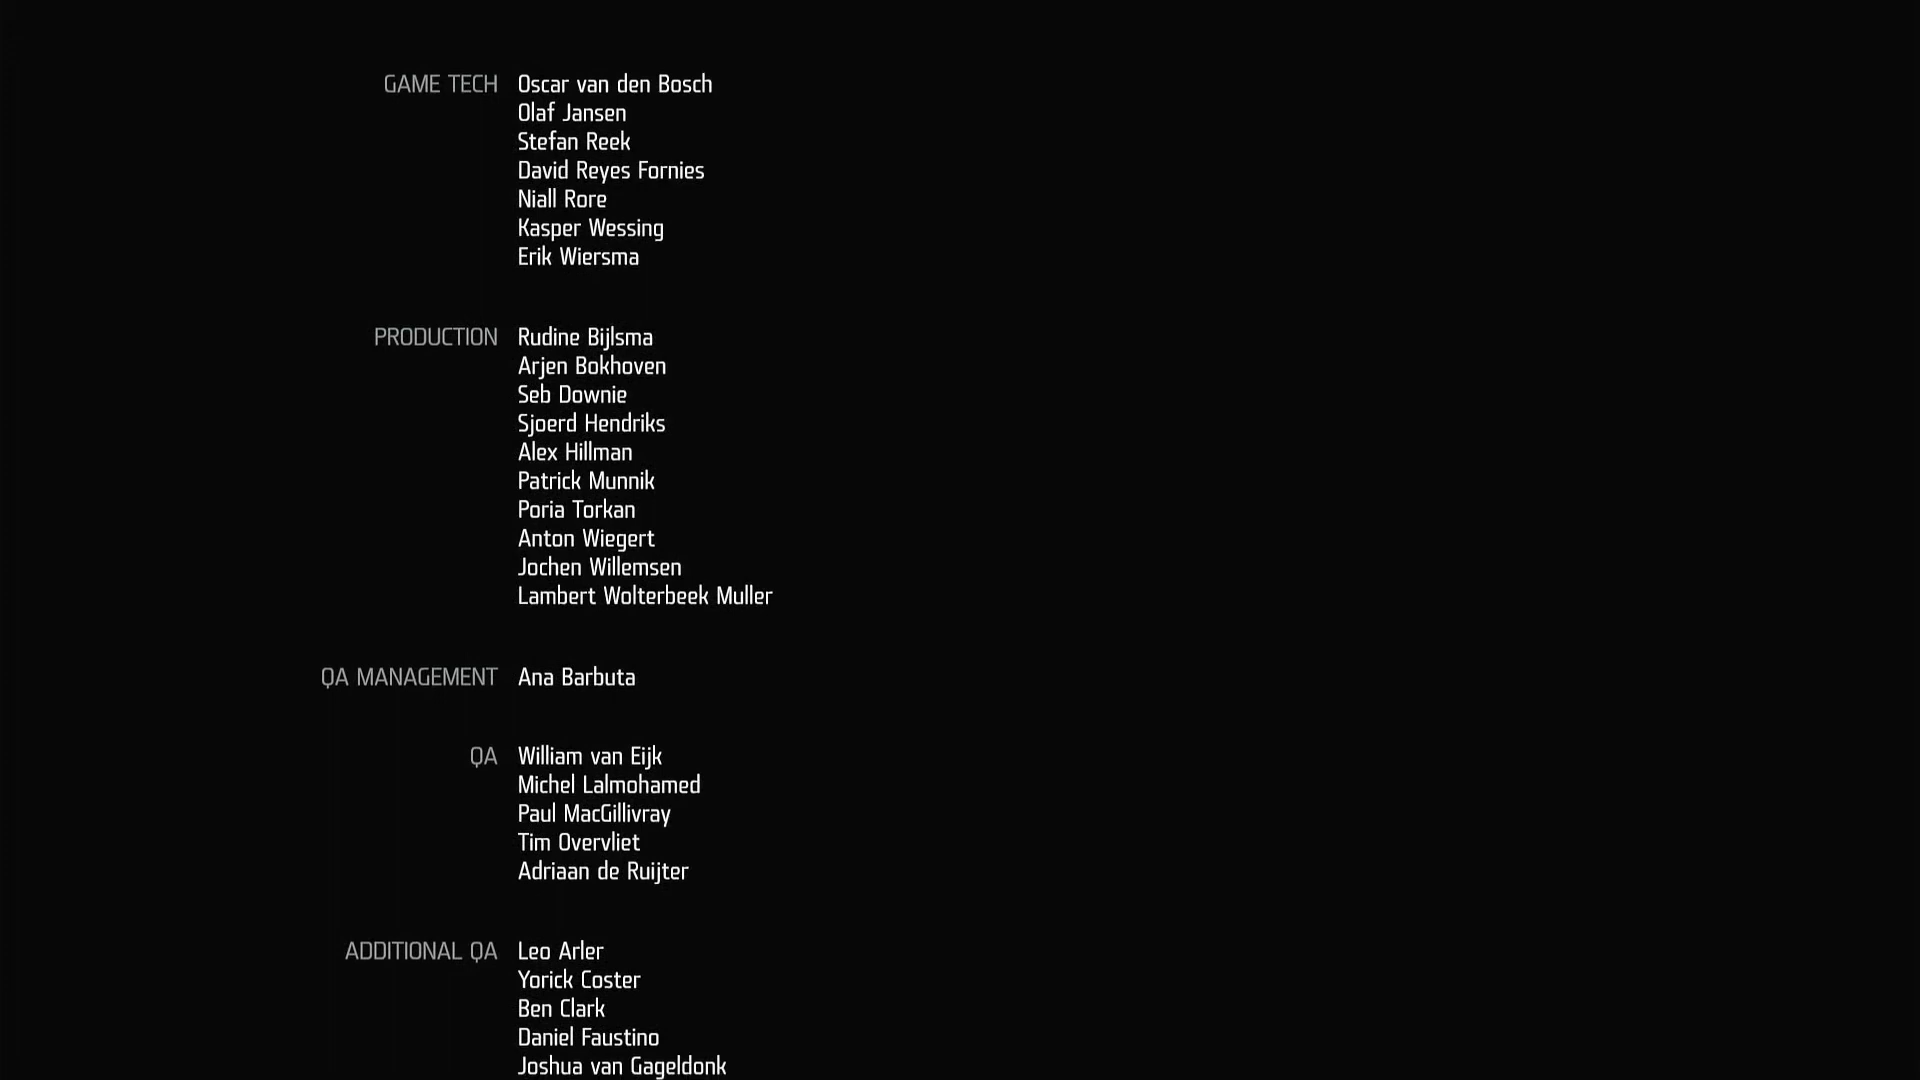 GAME TECH Oscar van den Bosch
Olaf Jansen
Stefan Reek
David Reyes Fornies
Niall Rore
Kasper Wessing
Erik Wiersma
PRODUCTION Rudine Bijlsma
Arjen Bokhoven
Seb Downie
Sjoerd Hendriks
Alex Hillman
Patrick Munnik
Poria Torkan
Anton Wiegert
Jochen Willemsen
Lambert Wolterbeek Muller
QA MANAGEMENT Ana Barbuta
QA William van Eijk
Michel Lalmohamed
Paul MacGillivray
Tim Overvliet
Adriaan de Ruijter
ADDITIONAL QA Leo Arler
Yorick Coster
Ben Clark
Daniel Faustino
Joshua van Gageldonk